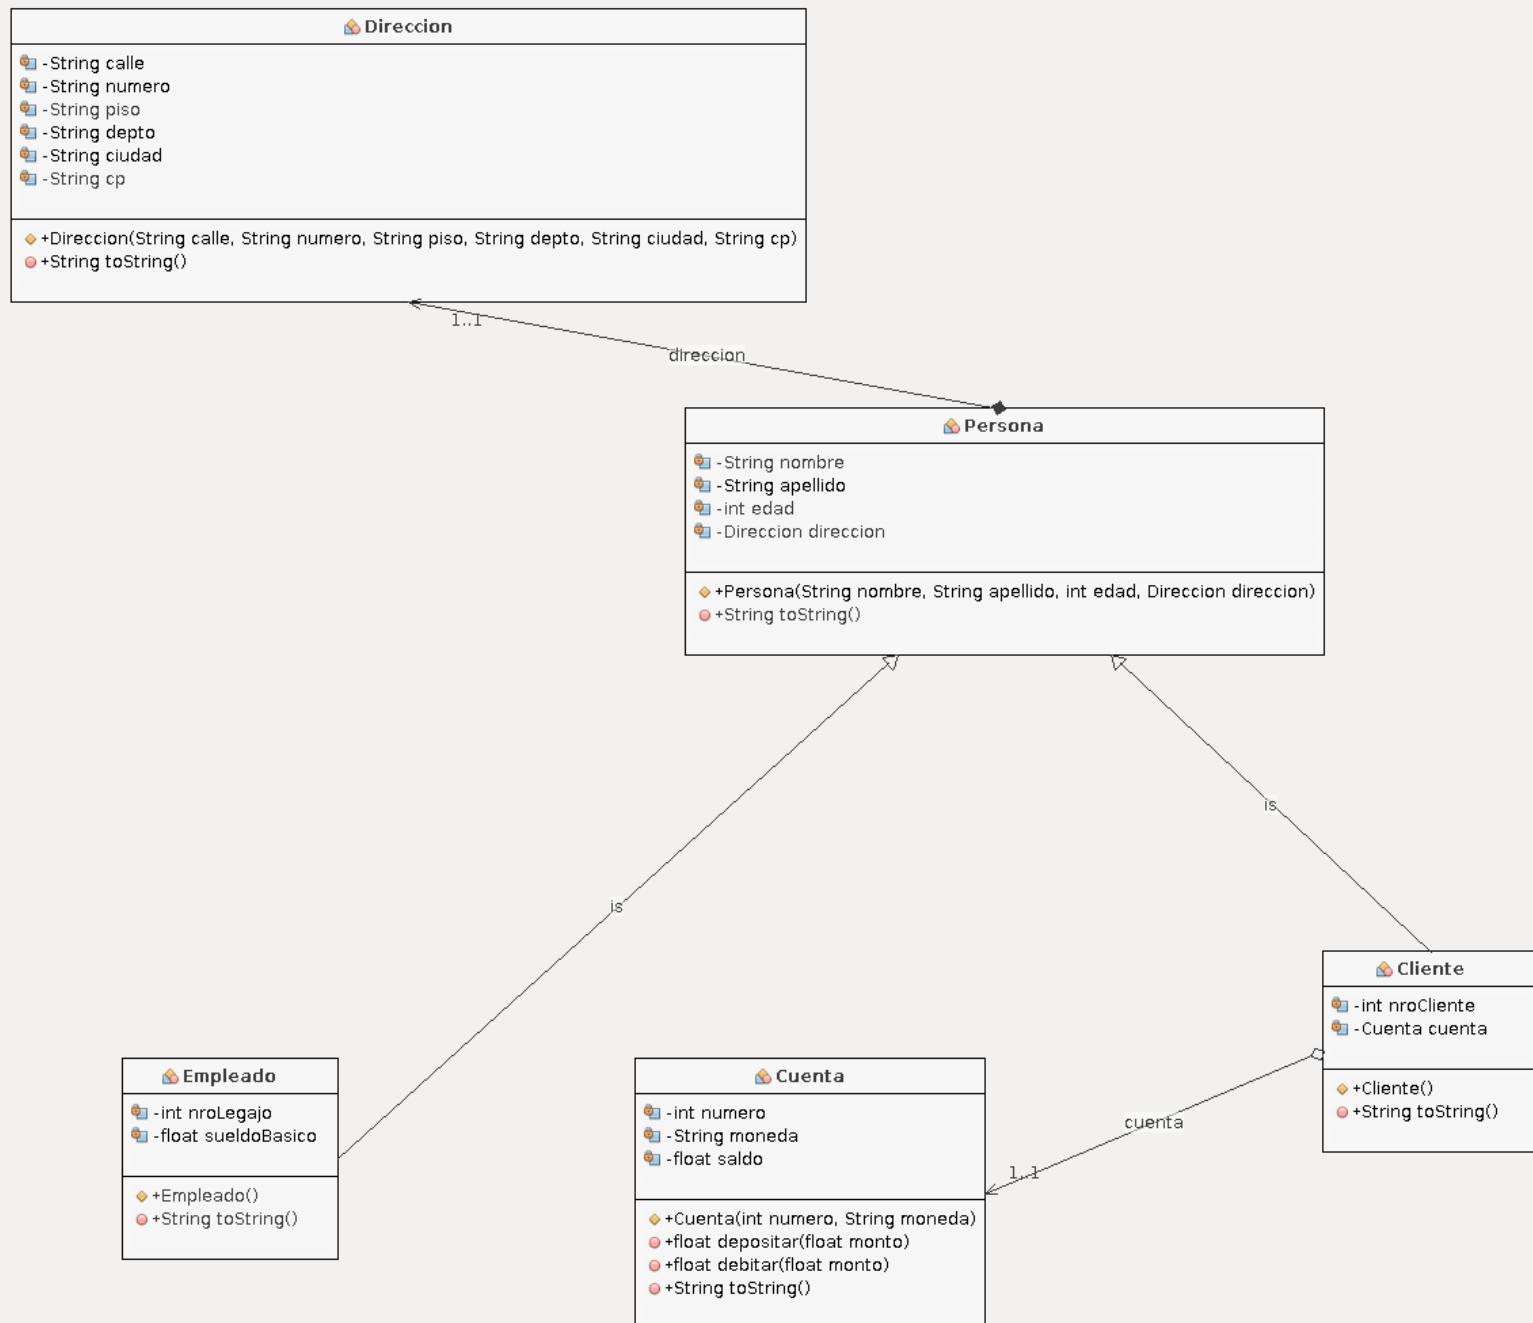 Direccion
-String calle
-String numero
-String piso
-String depto
-String ciudad
-String cp
+Direccion(String calle, String numero, String piso, String depto, String ciudad, String cp)
+String toString()
1..1
direccion
Persona
-String nombre
-String apellido
-int edad
-Direccion direccion
+Persona(String nombre, String apellido, int edad, Direccion direccion)
+String toString()
is
is
Empleado
-int nroLegajo
-float sueldoBasico
+Empleado()
+String toString()
Cuenta
-int numero
-String moneda
-float saldo
+Cuenta(int numero, String moneda)
+float depositar(float monto)
+float debitar(float monto)
+String toString()
cuenta
1..1
Cliente
-int nroCliente
-Cuenta cuenta
+Cliente()
+String toString()